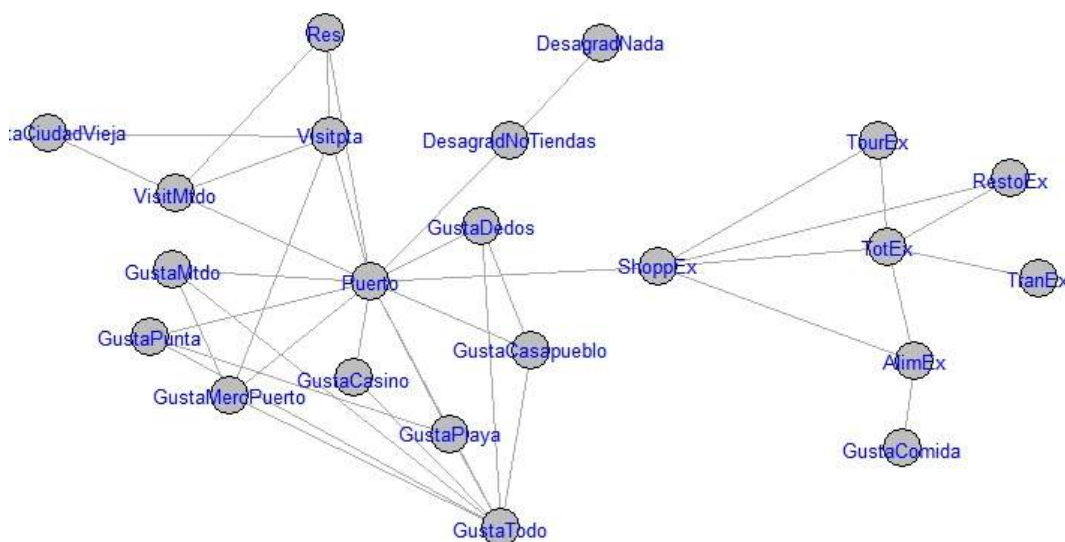 Res
DesagradNada
taCiudadVieja
Visitpta
DesagradNoTiendas
TourEx
RestoEx
VisitMtdo
GustaDedos
TotEx
GustaMtdo
Puerto
ShoppEx
TranEx
GustaPunta
GustaCasapueblo
AlimEx
GustaCasino
GustaMercPuerto
GustaPlaya
GustaComida
GustaTodo